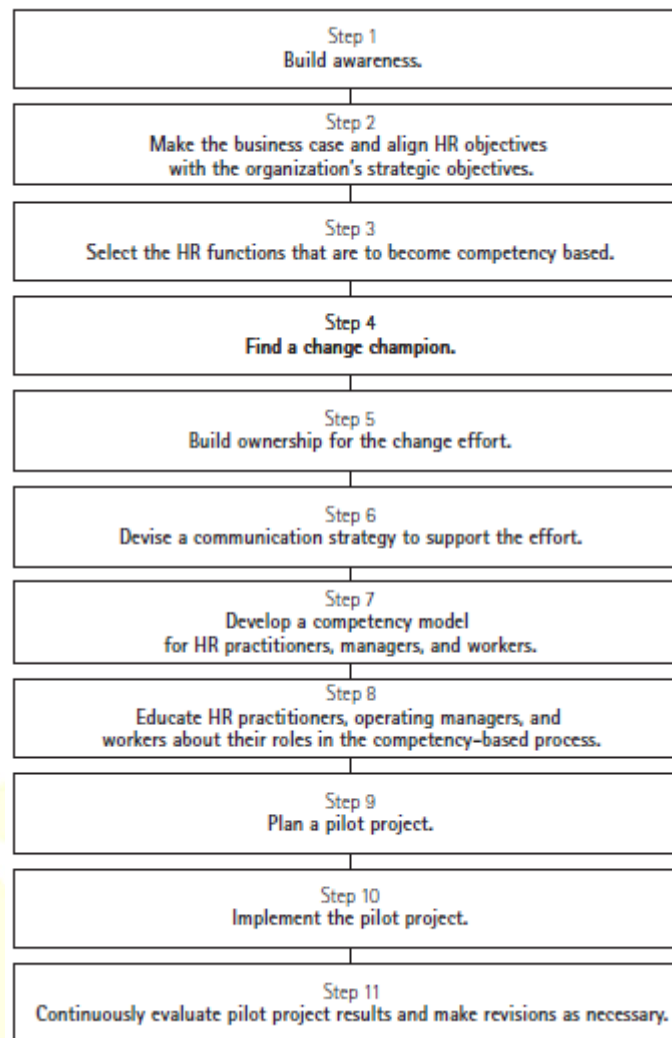 Step 1
Build awareness.
Step 2
Make the business case and align HR objectives
with the organization's strategic objectives.
Step 3
Select the HR functions that are to become competency based.
Step 4
Find a change champion.
Step 5
Build ownership for the change effort.
Step 6
Devise a communication strategy to support the effort.
Step 7
Develop a competency model
for HR practitioners, managers, and workers.
Step 8
Educate HR practitioners, operating managers, and
workers about their roles in the competency-based process.
Step 9
Plan a pilot project.
Step 10
Implement the pilot project.
Step 11
Continuously evaluate pilot project results and make revisions as necessary.